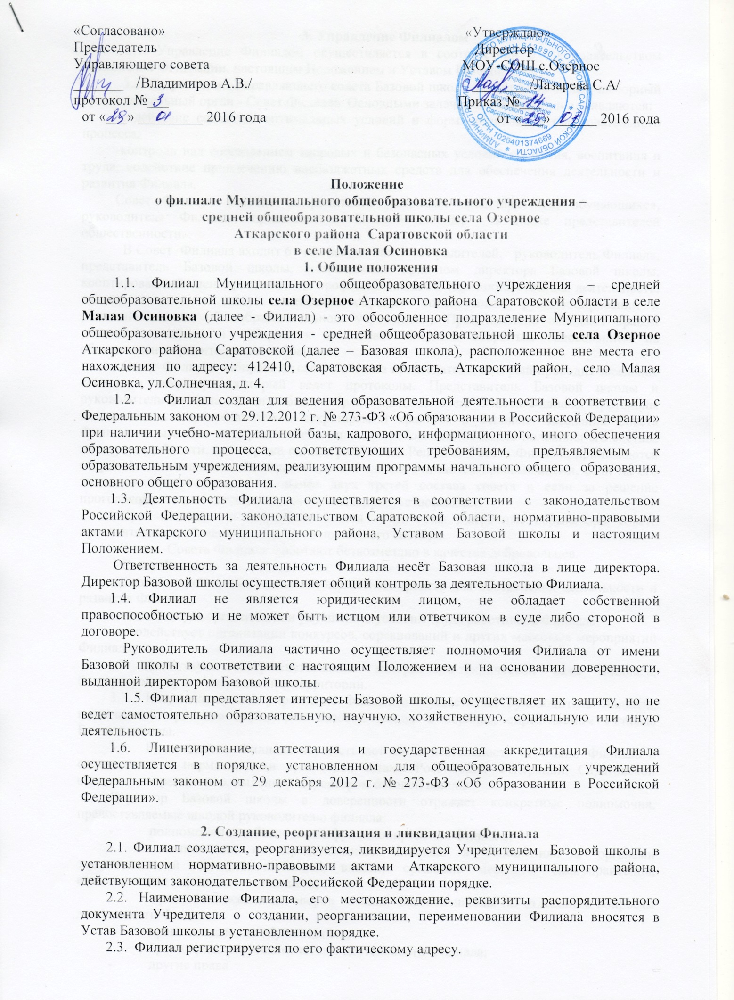 «Согласовано»
Председатель
Управляющего совета
/Владимиров А.В./
протокол № 3
от «29» 01 2016 года
«Утверждаю»
Директор
МОУ-СОШ с.Озерное
/Лазарева С.А/
Приказ № 14
от «29» 01 2016 года
ОГРН 1026401374669
Положение
о филиале Муниципального общеобразовательного учреждения –
средней общеобразовательной школы села Озерное
Аткарского района Саратовской области
в селе Малая Осиновка
1. Общие положения
1.1. Филиал Муниципального общеобразовательного учреждения – средней
общеобразовательной школы села Озерное Аткарского района Саратовской области в селе
Малая Осиновка (далее - Филиал) - это обособленное подразделение Муниципального
общеобразовательного учреждения - средней общеобразовательной школы села Озерное
Аткарского района Саратовской (далее – Базовая школа), расположенное вне места его
нахождения по адресу: 412410, Саратовская область, Аткарский район, село Малая
Осиновка, ул.Солнечная, д. 4.
1.2. Филиал создан для ведения образовательной деятельности в соответствии с
Федеральным законом от 29.12.2012 г. № 273-ФЗ «Об образовании в Российской Федерации»
при наличии учебно-материальной базы, кадрового, информационного, иного обеспечения
образовательного процесса, соответствующих требованиям, предъявляемым к
образовательным учреждениям, реализующим программы начального общего образования,
основного общего образования.
1.3. Деятельность Филиала осуществляется в соответствии с законодательством
Российской Федерации, законодательством Саратовской области, нормативно-правовыми
актами Аткарского муниципального района, Уставом Базовой школы и настоящим
Положением.
Ответственность за деятельность Филиала несёт Базовая школа в лице директора.
Директор Базовой школы осуществляет общий контроль за деятельностью Филиала.
1.4. Филиал не является юридическим лицом, не обладает собственной
правоспособностью и не может быть истцом или ответчиком в суде либо стороной в
договоре.
Руководитель Филиала частично осуществляет полномочия Филиала от имени
Базовой школы в соответствии с настоящим Положением и на основании доверенности,
выданной директором Базовой школы.
1.5. Филиал представляет интересы Базовой школы, осуществляет их защиту, но не
ведет самостоятельно образовательную, научную, хозяйственную, социальную или иную
деятельность.
1.6. Лицензирование, аттестация и государственная аккредитация Филиала
осуществляется в порядке, установленном для общеобразовательных учреждений
Федеральным законом от 29 декабря 2012 г. № 273-ФЗ «Об образовании в Российской
Федерации».
2. Создание, реорганизация и ликвидация Филиала
2.1. Филиал создается, реорганизуется, ликвидируется Учредителем Базовой школы в
установленном нормативно-правовыми актами Аткарского муниципального района,
действующим законодательством Российской Федерации порядке.
2.2. Наименование Филиала, его местонахождение, реквизиты распорядительного
документа Учредителя о создании, реорганизации, переименовании Филиала вносятся в
Устав Базовой школы в установленном порядке.
2.3. Филиал регистрируется по его фактическому адресу.